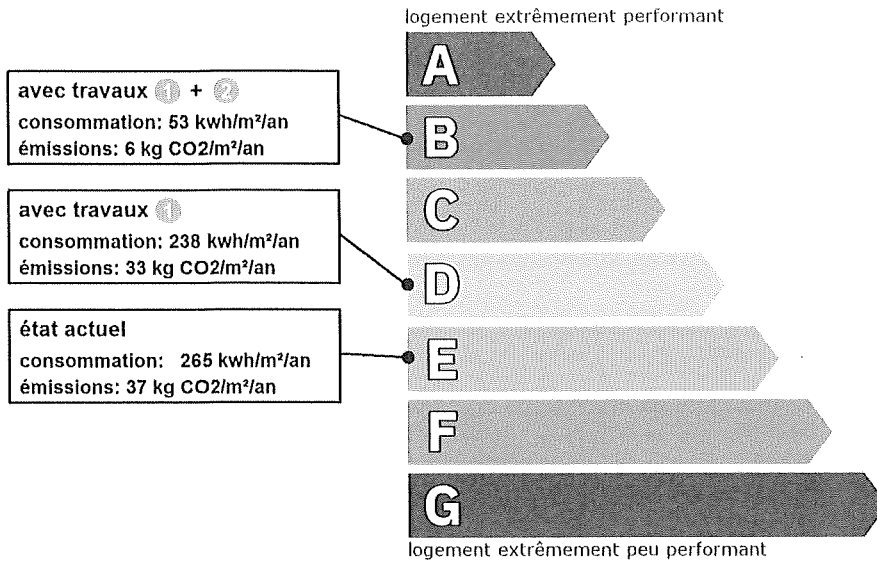 logement extrêmement performant
A
avec travaux 1 + 2
consommation: 53 kwh/m²/an
émissions: 6 kg CO2/m²/an
B
avec travaux 1
consommation: 238 kwh/m²/an
émissions: 33 kg CO2/m²/an
C
D
état actuel
consommation: 265 kwh/m²/an
émissions: 37 kg CO2/m²/an
E
F
G
logement extrêmement peu performant